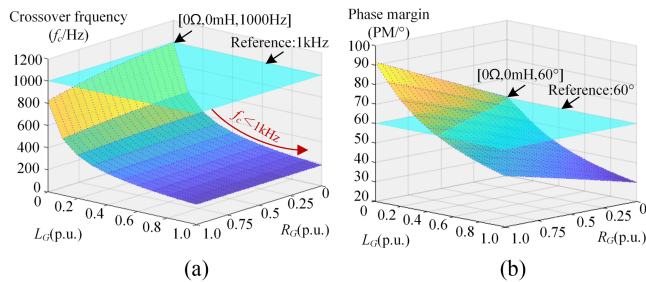 Crossover frquency
(fc/Hz)
[0Ω,0mH,1000Hz]
Reference:1kHz
fc<1kHz
1200
1000
800
600
400
200
0
0.2
0.4
0.6
0.8
1.0
LG(p.u.)
1.0
0.75
0.5
0.25
0
RG(p.u.)
(a)
Phase margin
(PM/°)
[0Ω,0mH,60°]
Reference:60°
100
90
80
70
60
50
40
30
20
0
0.2
0.4
0.6
0.8
1.0
LG(p.u.)
1.0
0.75
0.5
0.25
0
RG(p.u.)
(b)